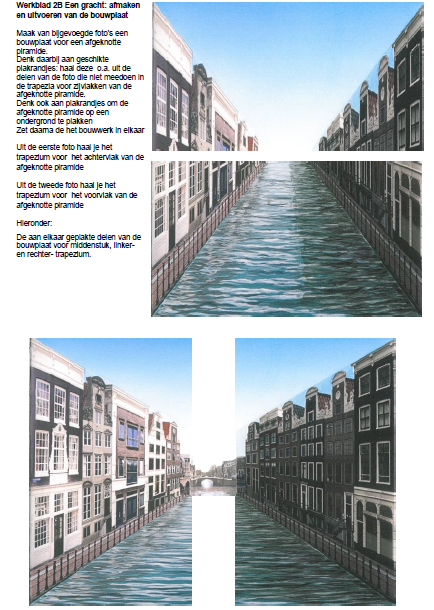 Werkblad 2B Een gracht: afmaken
en uitvoeren van de bouwplaat
Maak van bijgevoegde foto's een
bouwplaat voor een afgeknotte
piramide.
Denk daarbij aan geschikte
plakrandjes: haal deze o.a. uit de
delen van de foto die niet meedoen in
de trapezia voor zijvlakken van de
afgeknotte piramide.
Denk ook aan plakrandjes om de
afgeknotte piramide op een
ondergrond te plakken
Zet daarna de het bouwwerk in elkaar
Uit de eerste foto haal je het
trapezium voor het achtervlak van de
afgeknotte piramide
Uit de tweede foto haal je het
trapezium voor het voorvlak van de
afgeknotte piramide
Hieronder:
De aan elkaar geplakte delen van de
bouwplaat voor middenstuk, linker-
en rechter- trapezium.